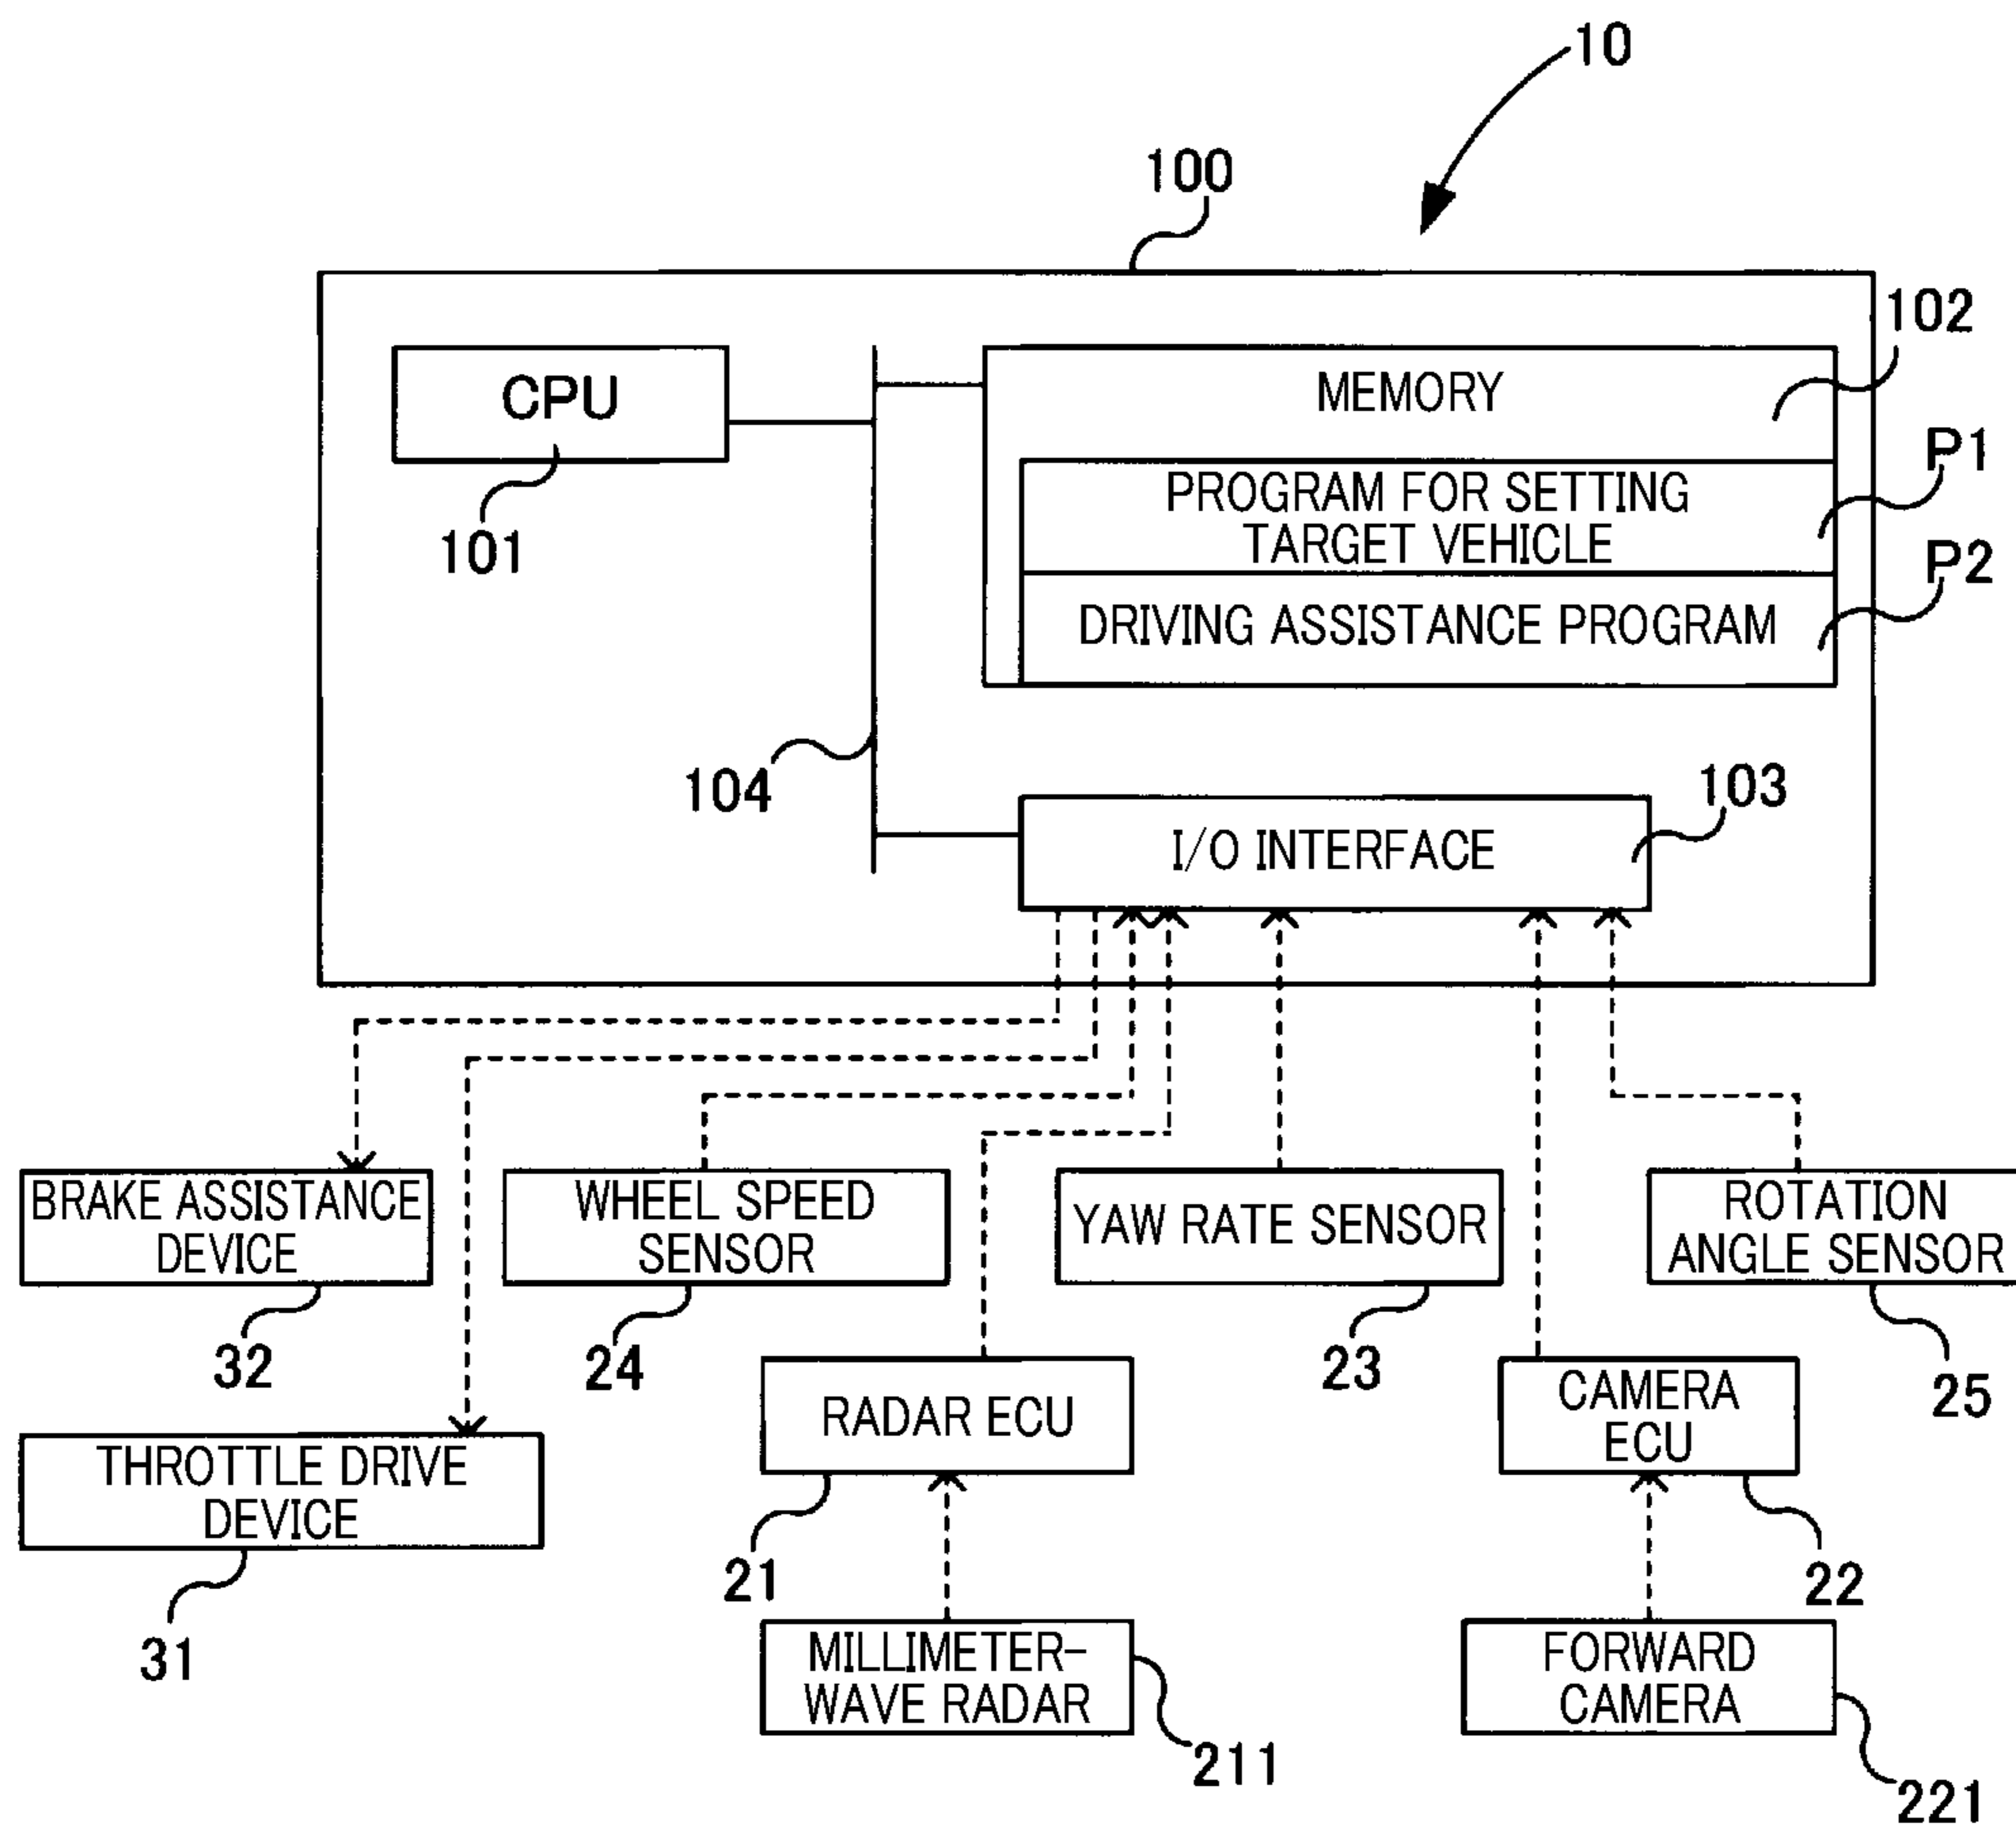 10
100
102
CPU
MEMORY
P1
PROGRAM FOR SETTING
TARGET VEHICLE
101
P2
DRIVING ASSISTANCE PROGRAM
104
103
I/O INTERFACE
BRAKE ASSISTANCE
DEVICE
WHEEL SPEED
SENSOR
YAW RATE SENSOR
ROTATION
ANGLE SENSOR
32
24
23
25
RADAR ECU
CAMERA
ECU
THROTTLE DRIVE
DEVICE
21
22
31
MILLIMETER-
WAVE RADAR
FORWARD
CAMERA
211
221